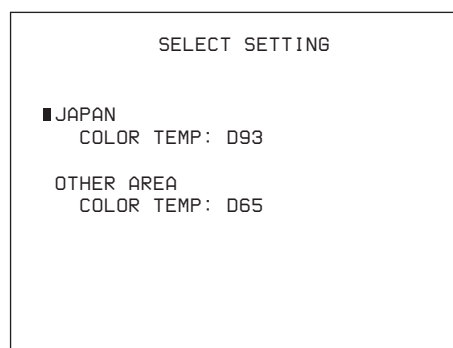 SELECT SETTING
JAPAN
COLOR TEMP: D93
OTHER AREA
COLOR TEMP: D65